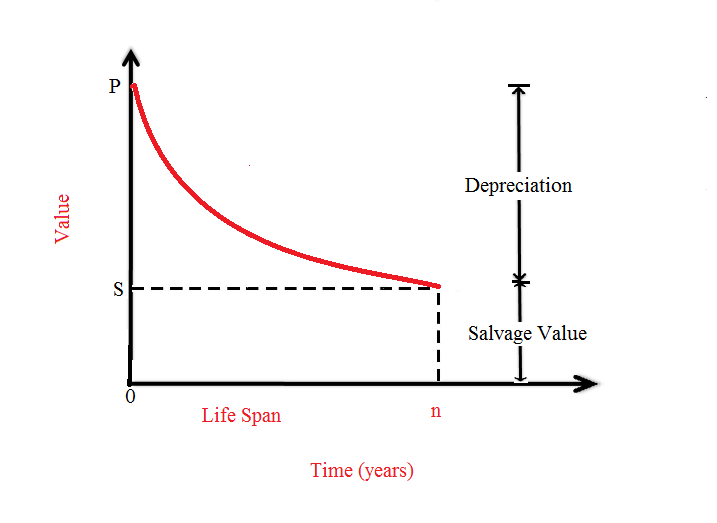 P
Depreciation
Value
S
Salvage Value
0
Life Span
n
Time (years)